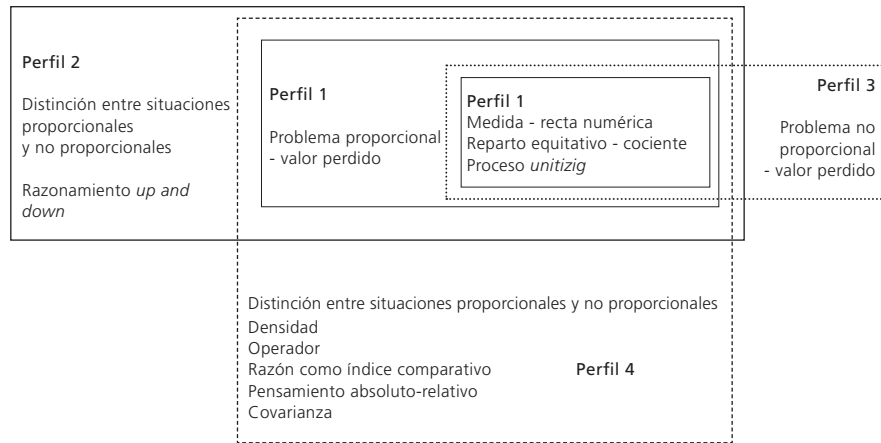 Perfil 2
Distinción entre situaciones
proporcionales
y no proporcionales
Razonamiento up and
down
Perfil 1
Problema proporcional
- valor perdido
Perfil 1
Medida - recta numérica
Reparto equitativo - cociente
Proceso unitizig
Perfil 3
Problema no
proporcional
- valor perdido
Distinción entre situaciones proporcionales y no proporcionales
Densidad
Operador
Razón como índice comparativo
Pensamiento absoluto-relativo
Covarianza
Perfil 4